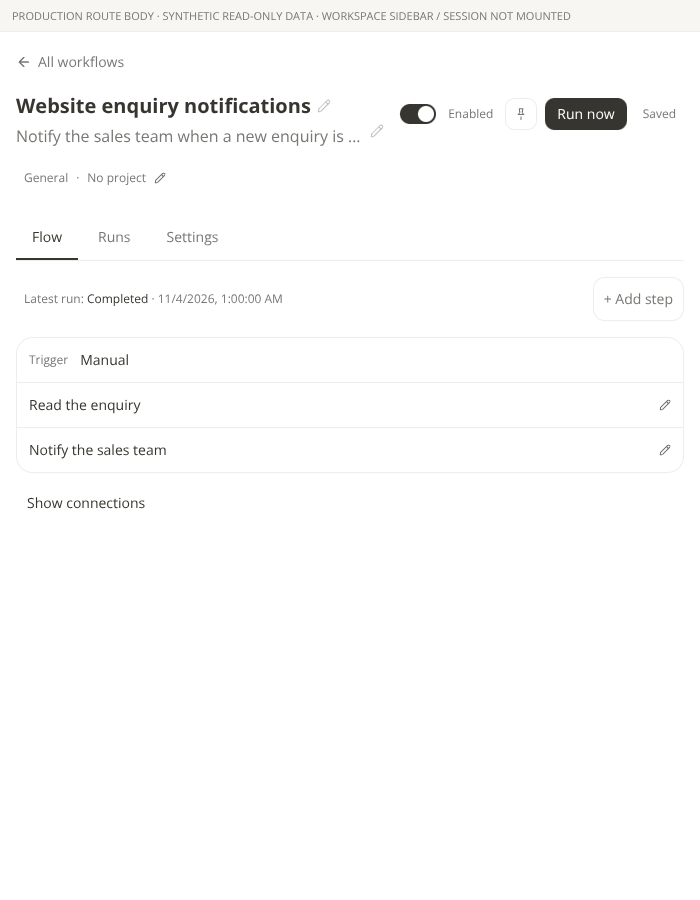 PRODUCTION ROUTE BODY · SYNTHETIC READ-ONLY DATA · WORKSPACE SIDEBAR / SESSION NOT MOUNTED
All workflows
Website enquiry notifications
Enabled
Run now
Saved
Notify the sales team when a new enquiry is ...
General · No project
Flow Runs Settings
Latest run: Completed · 11/4/2026, 1:00:00 AM
+ Add step
Trigger Manual
Read the enquiry
Notify the sales team
Show connections